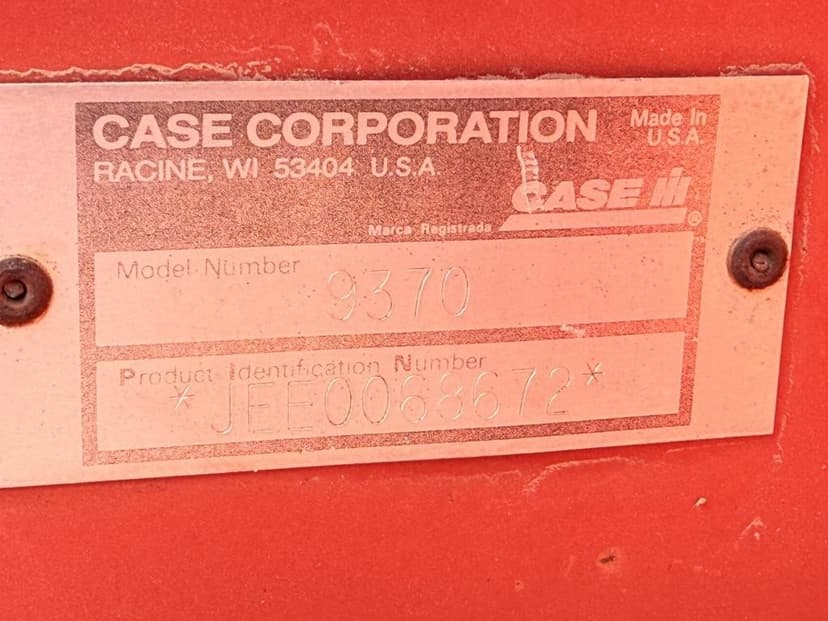 CASE CORPORATION
Made In
U.S.A.
RACINE, WI 53404 U.S.A.
CASE IH
®
Marca Registrada
Model Number
9370
Product Identification Number
*JEE0068672*